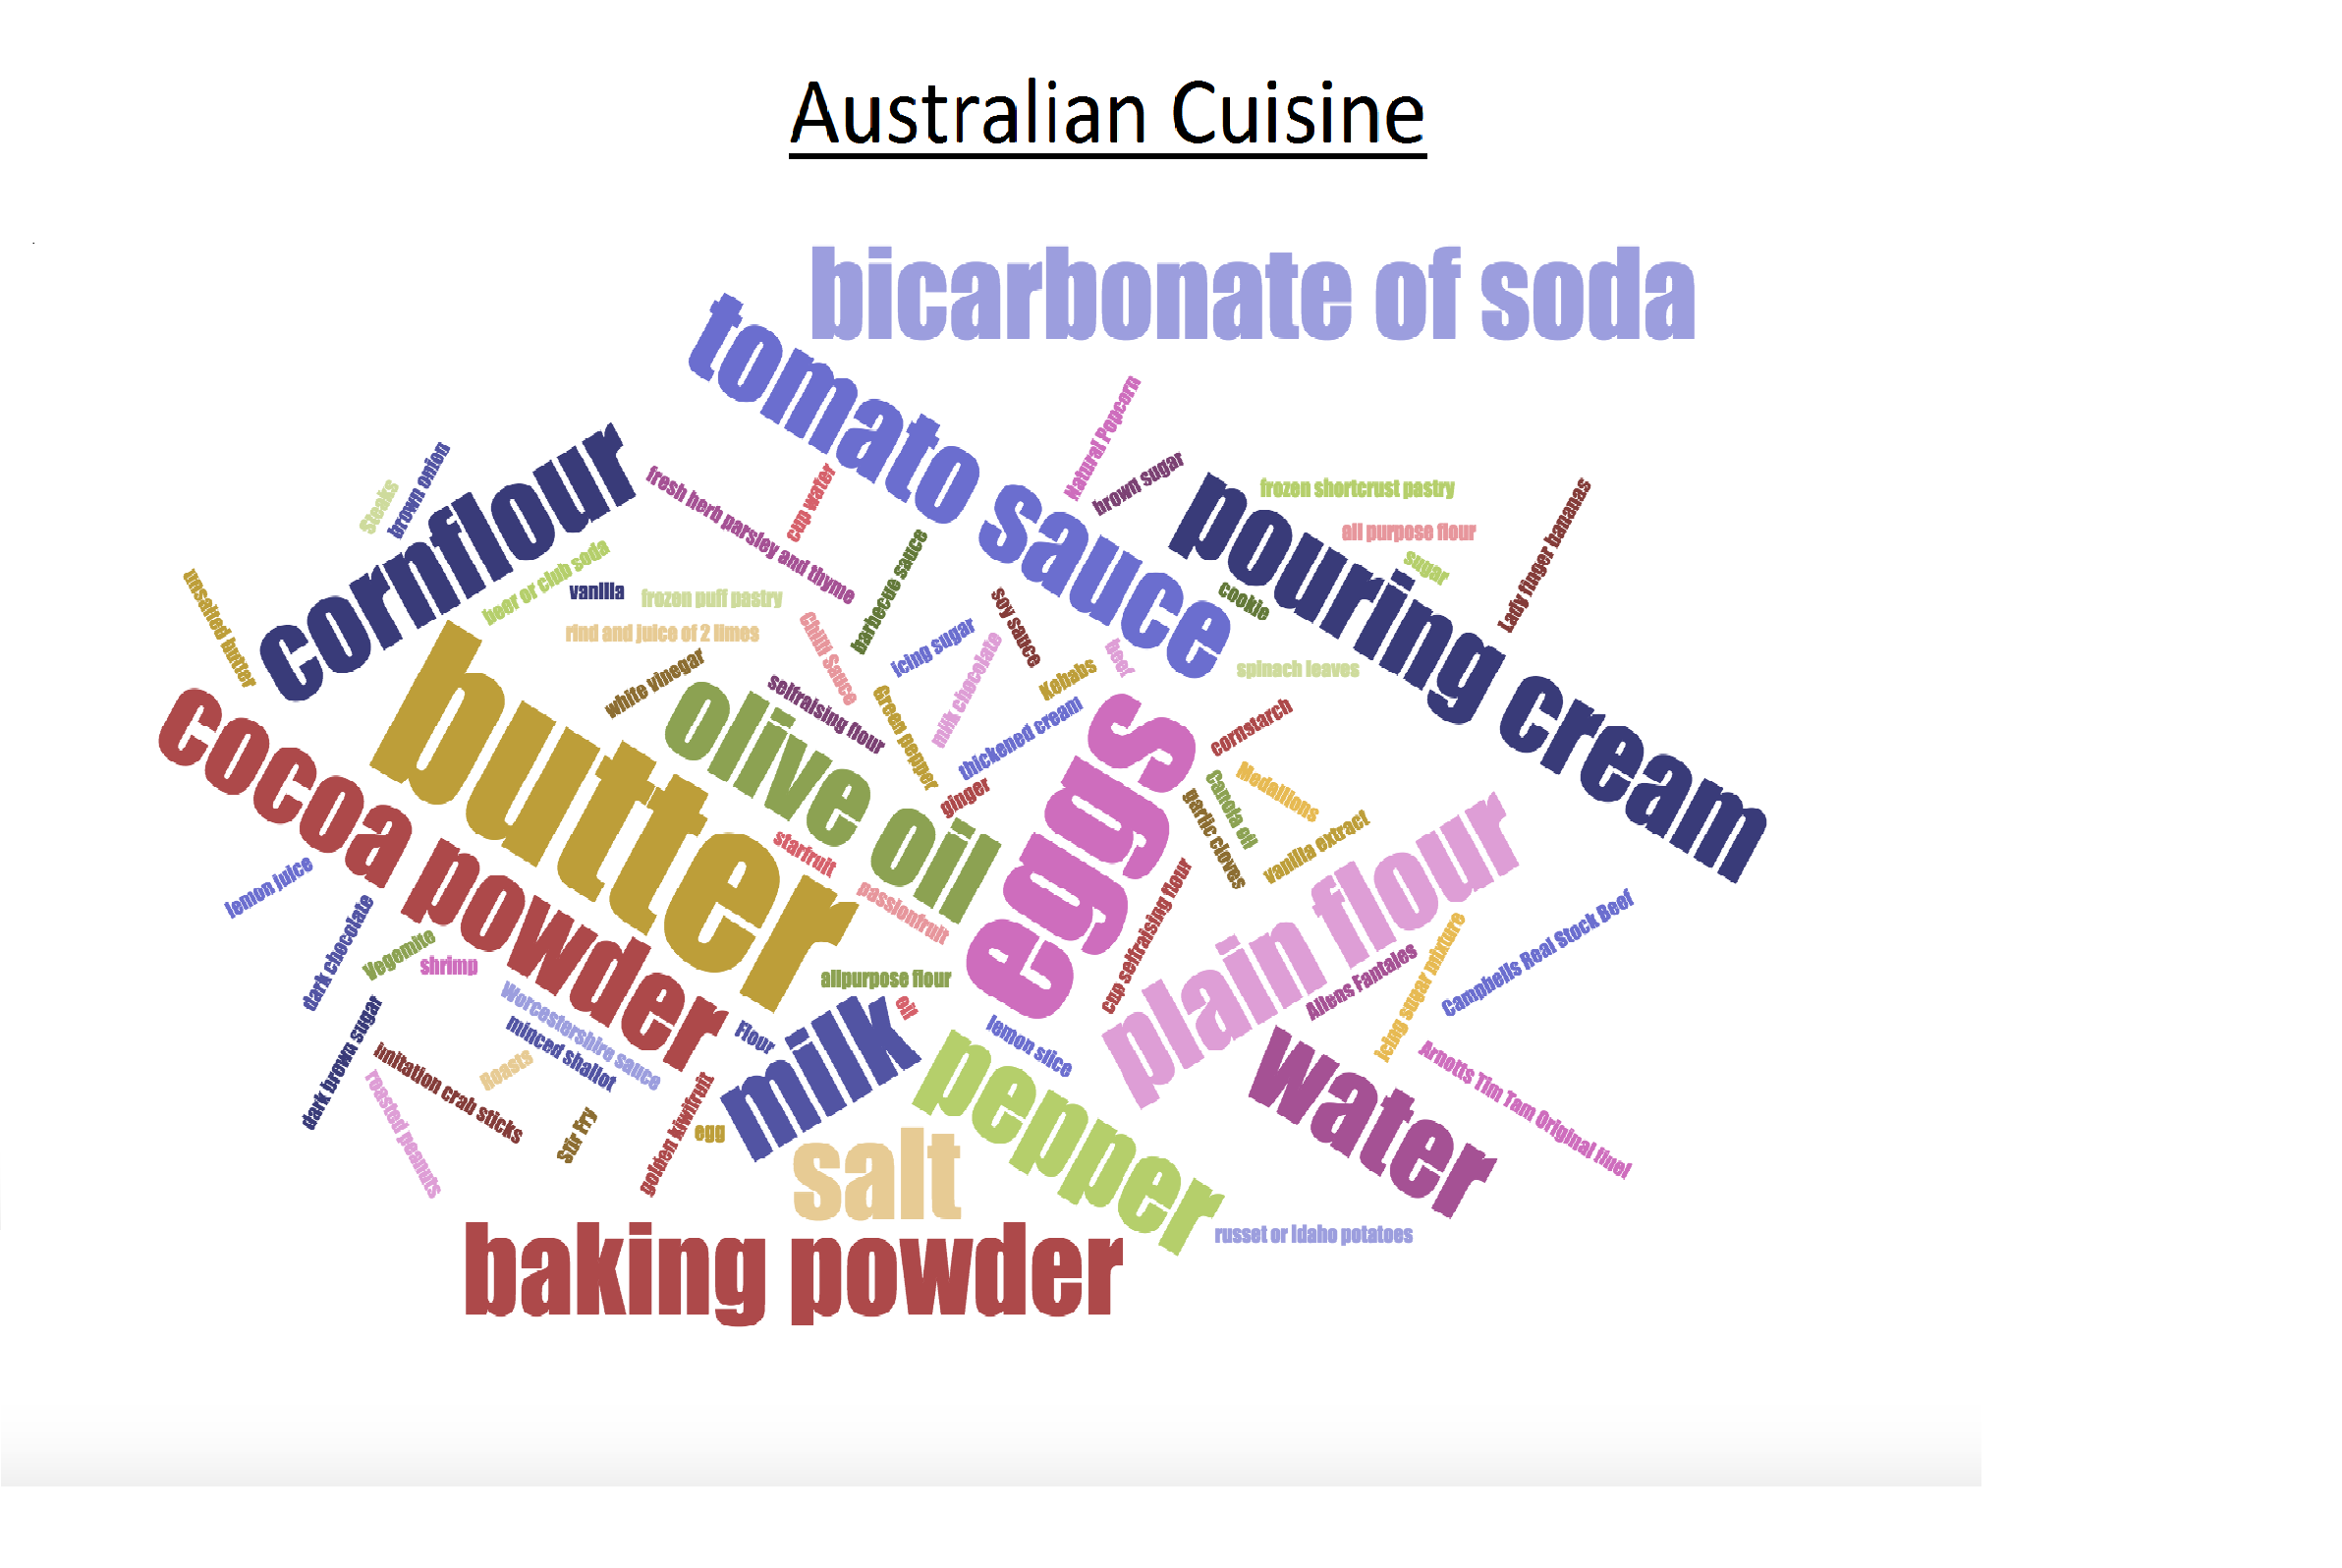 Australian Cuisine
bicarbonate of soda
tomato sauce
Natural Popcorn
brown sugar
pouring cream
frozen shortcrust pastry
all purpose flour
sugar
cookie
Lady finger bananas
Steaks
brown onion
cornflour
fresh herb parsley and thyme
cup water
barbecue sauce
beer or club soda
vanilla
frozen puff pastry
rind and juice of 2 limes
unsalted butter
white vinegar
chilli sauce
icing sugar
soy sauce
milk chocolate
Kebabs
spinach leaves
selfraising flour
Green pepper
thickened cream
cornstarch
cocoa powder
butter
olive oil
ginger
eggs
Medallions
garlic cloves
Vanilla extract
starfruit
passionfruit
cup selfraising flour
plain flour
lemon juice
dark chocolate
Vegemite
shrimp
allpurpose flour
Allens Fantales
icing sugar mixture
Campbells Real Stock Beef
Worcestershire sauce
minced shallot
Flour
milk
lemon slice
water
Arnotts Tim Tam Original finel
dark brown sugar
imitation crab sticks
Roasts
Stir Fry
golden kiwifruit
egg
pepper
salt
russet or Idaho potatoes
baking powder